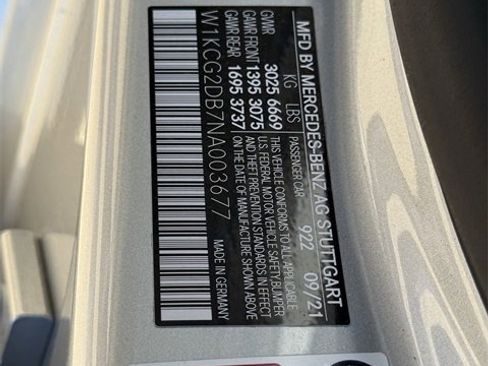 MFD BY MERCEDES-BENZ AG STUTTGART
KG LBS PASSENGER CAR 922 09/21
GVWR 3025 6669 THIS VEHICLE CONFORMS TO ALL APPLICABLE
GAWR FRONT 1395 3075 U.S. FEDERAL MOTOR VEHICLE SAFETY BUMPER
GAWR REAR 1695 3737 AND THEFT PREVENTION STANDARDS IN EFFECT
ON THE DATE OF MANUFACTURE SHOWN ABOVE
W1KCG2DB7NA003677 MADE IN GERMANY